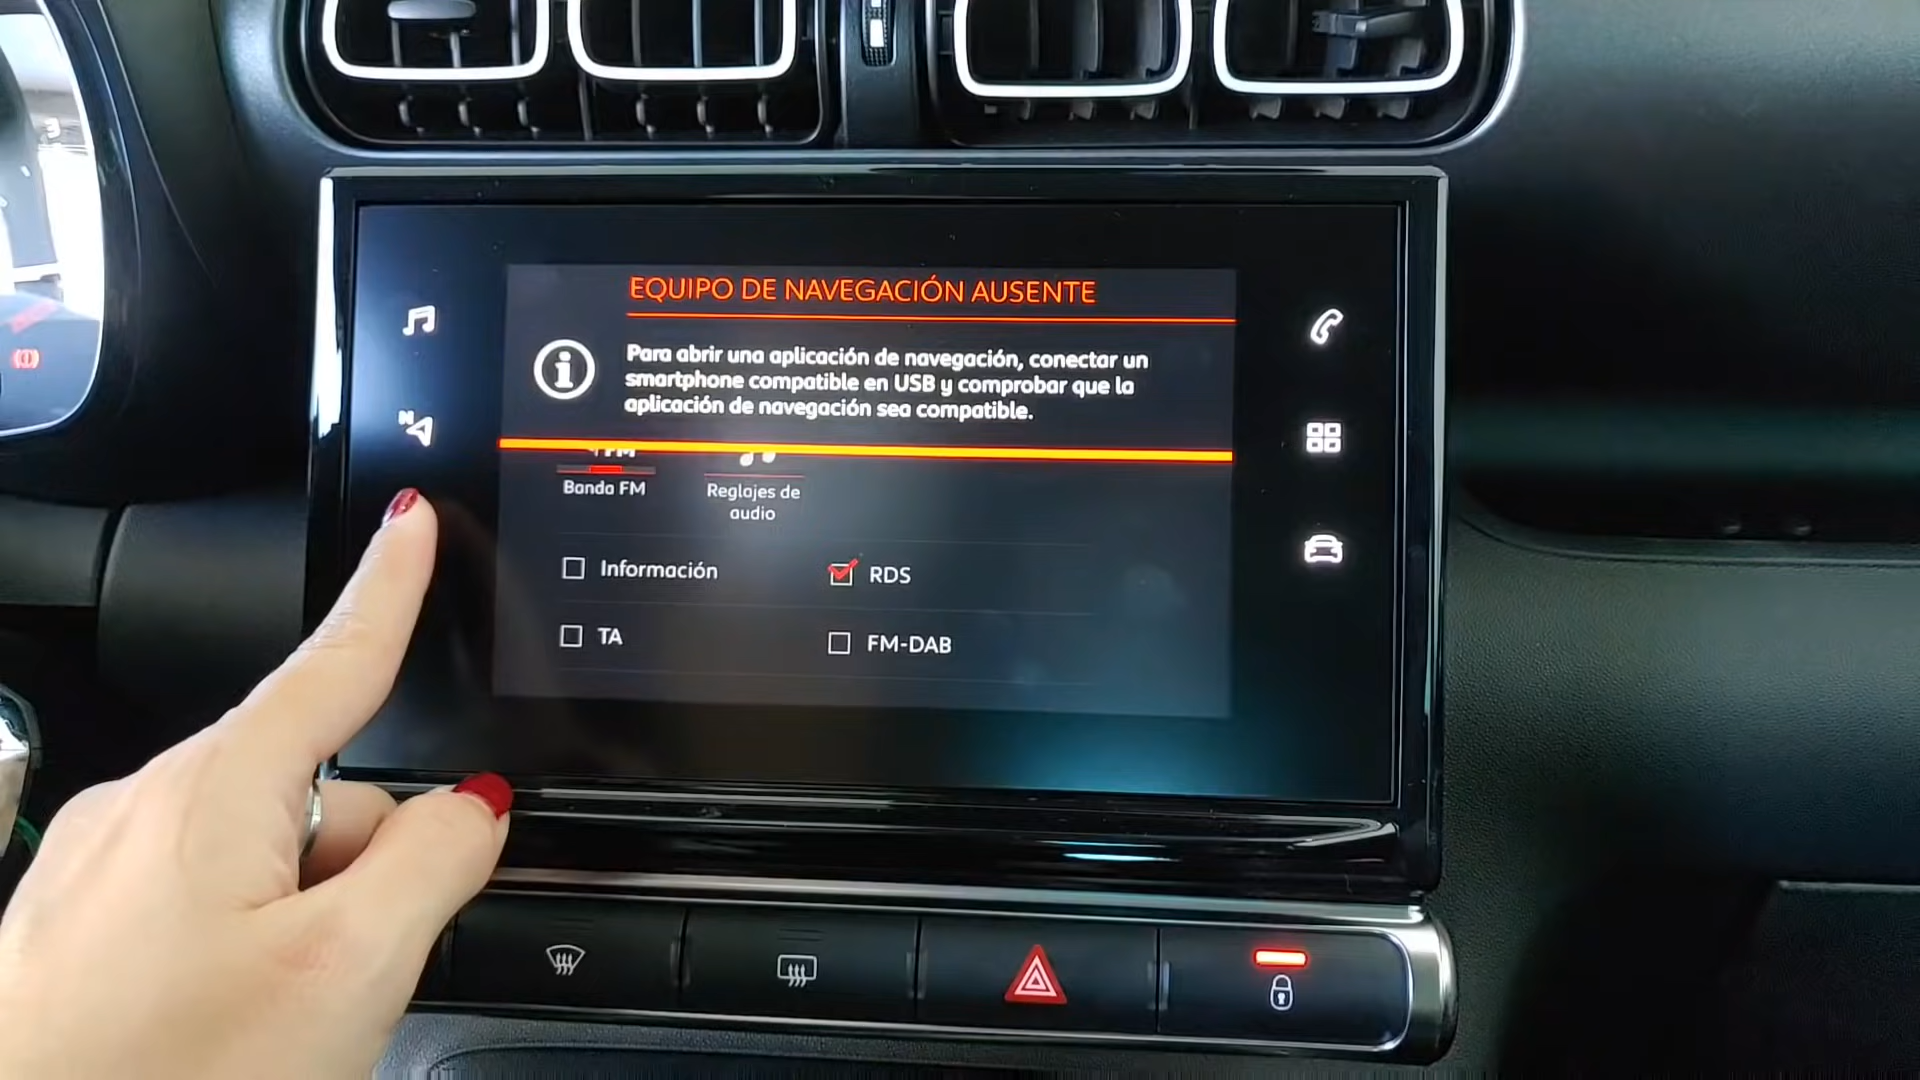 EQUIPO DE NAVEGACIÓN AUSENTE
Para abrir una aplicación de navegación, conectar un
smartphone compatible en USB y comprobar que la
aplicación de navegación sea compatible.
N
FM
Banda FM
Reglajes de
audio
Información
RDS
TA
FM-DAB